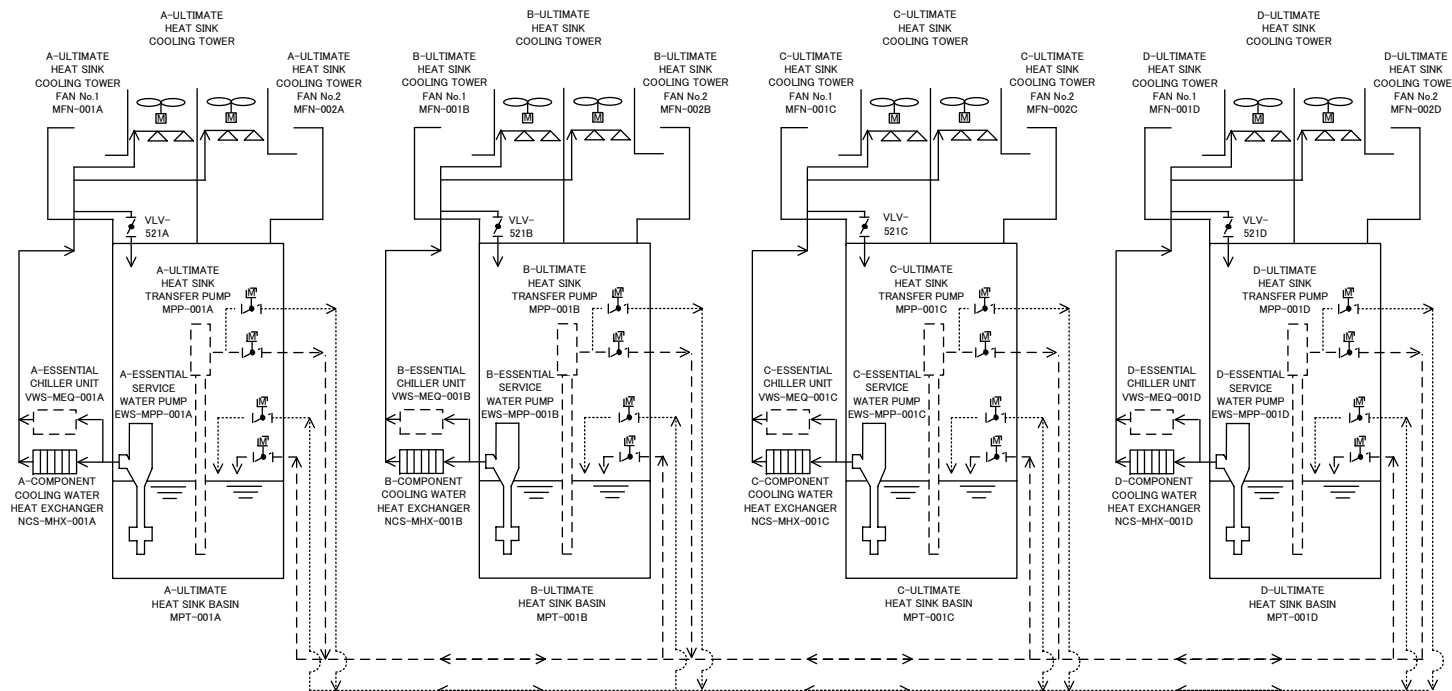 A-ULTIMATE
HEAT SINK
COOLING TOWER
A-ULTIMATE
HEAT SINK
COOLING TOWER
FAN No.1
MFN-001A
A-ULTIMATE
HEAT SINK
COOLING TOWER
FAN No.2
MFN-002A
M
M
VLV-
521A
A-ULTIMATE
HEAT SINK
TRANSFER PUMP
MPP-001A
M
M
M
M
A-ESSENTIAL
CHILLER UNIT
VWS-MEQ-001A
A-ESSENTIAL
SERVICE
WATER PUMP
EWS-MPP-001A
A-COMPONENT
COOLING WATER
HEAT EXCHANGER
NCS-MHX-001A
A-ULTIMATE
HEAT SINK BASIN
MPT-001A
B-ULTIMATE
HEAT SINK
COOLING TOWER
B-ULTIMATE
HEAT SINK
COOLING TOWER
FAN No.1
MFN-001B
B-ULTIMATE
HEAT SINK
COOLING TOWER
FAN No.2
MFN-002B
M
M
VLV-
521B
B-ULTIMATE
HEAT SINK
TRANSFER PUMP
MPP-001B
M
M
M
M
B-ESSENTIAL
CHILLER UNIT
VWS-MEQ-001B
B-ESSENTIAL
SERVICE
WATER PUMP
EWS-MPP-001B
B-COMPONENT
COOLING WATER
HEAT EXCHANGER
NCS-MHX-001B
B-ULTIMATE
HEAT SINK BASIN
MPT-001B
C-ULTIMATE
HEAT SINK
COOLING TOWER
C-ULTIMATE
HEAT SINK
COOLING TOWER
FAN No.1
MFN-001C
C-ULTIMATE
HEAT SINK
COOLING TOWER
FAN No.2
MFN-002C
M
M
VLV-
521C
C-ULTIMATE
HEAT SINK
TRANSFER PUMP
MPP-001C
M
M
M
M
C-ESSENTIAL
CHILLER UNIT
VWS-MEQ-001C
C-ESSENTIAL
SERVICE
WATER PUMP
EWS-MPP-001C
C-COMPONENT
COOLING WATER
HEAT EXCHANGER
NCS-MHX-001C
C-ULTIMATE
HEAT SINK BASIN
MPT-001C
D-ULTIMATE
HEAT SINK
COOLING TOWER
D-ULTIMATE
HEAT SINK
COOLING TOWER
FAN No.1
MFN-001D
D-ULTIMATE
HEAT SINK
COOLING TOWE
FAN No.2
MFN-002D
M
M
VLV-
521D
D-ULTIMATE
HEAT SINK
TRANSFER PUMP
MPP-001D
M
M
M
M
D-ESSENTIAL
CHILLER UNIT
VWS-MEQ-001D
D-ESSENTIAL
SERVICE
WATER PUMP
EWS-MPP-001D
D-COMPONENT
COOLING WATER
HEAT EXCHANGER
NCS-MHX-001D
D-ULTIMATE
HEAT SINK BASIN
MPT-001D